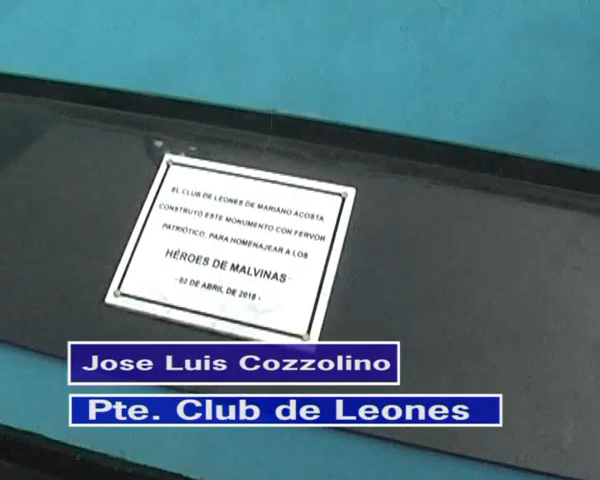 EL CLUB DE LEONES DE MARIANO ACOSTA
CONSTRUYÓ ESTE MONUMENTO CON FERVOR
PATRIÓTICO, PARA HOMENAJEAR A LOS
HÉROES DE MALVINAS
- 02 DE ABRIL DE 2018 -
Jose Luis Cozzolino
Pte. Club de Leones